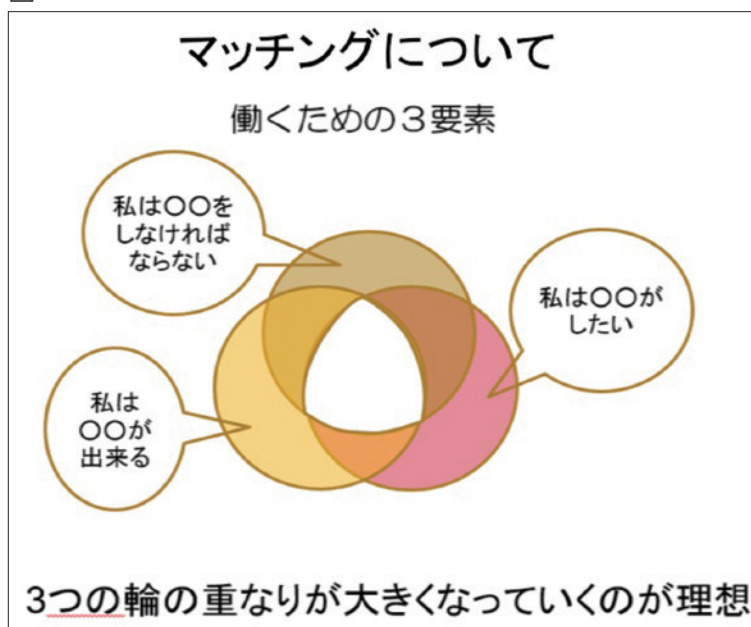 マッチングについて
働くための3要素
私は〇〇を
しなければ
ならない
私は〇〇が
したい
私は
〇〇が
出来る
3つの輪の重なりが大きくなっていくのが理想